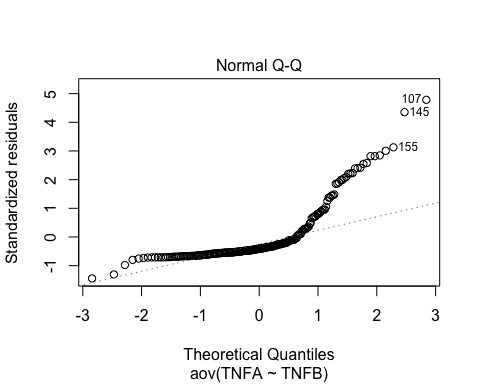 Normal Q-Q
Standardized residuals
5
4
3
2
1
0
-1
107
145
155
-3 -2 -1 0 1 2 3
Theoretical Quantiles
aov(TNFA ~ TNFB)